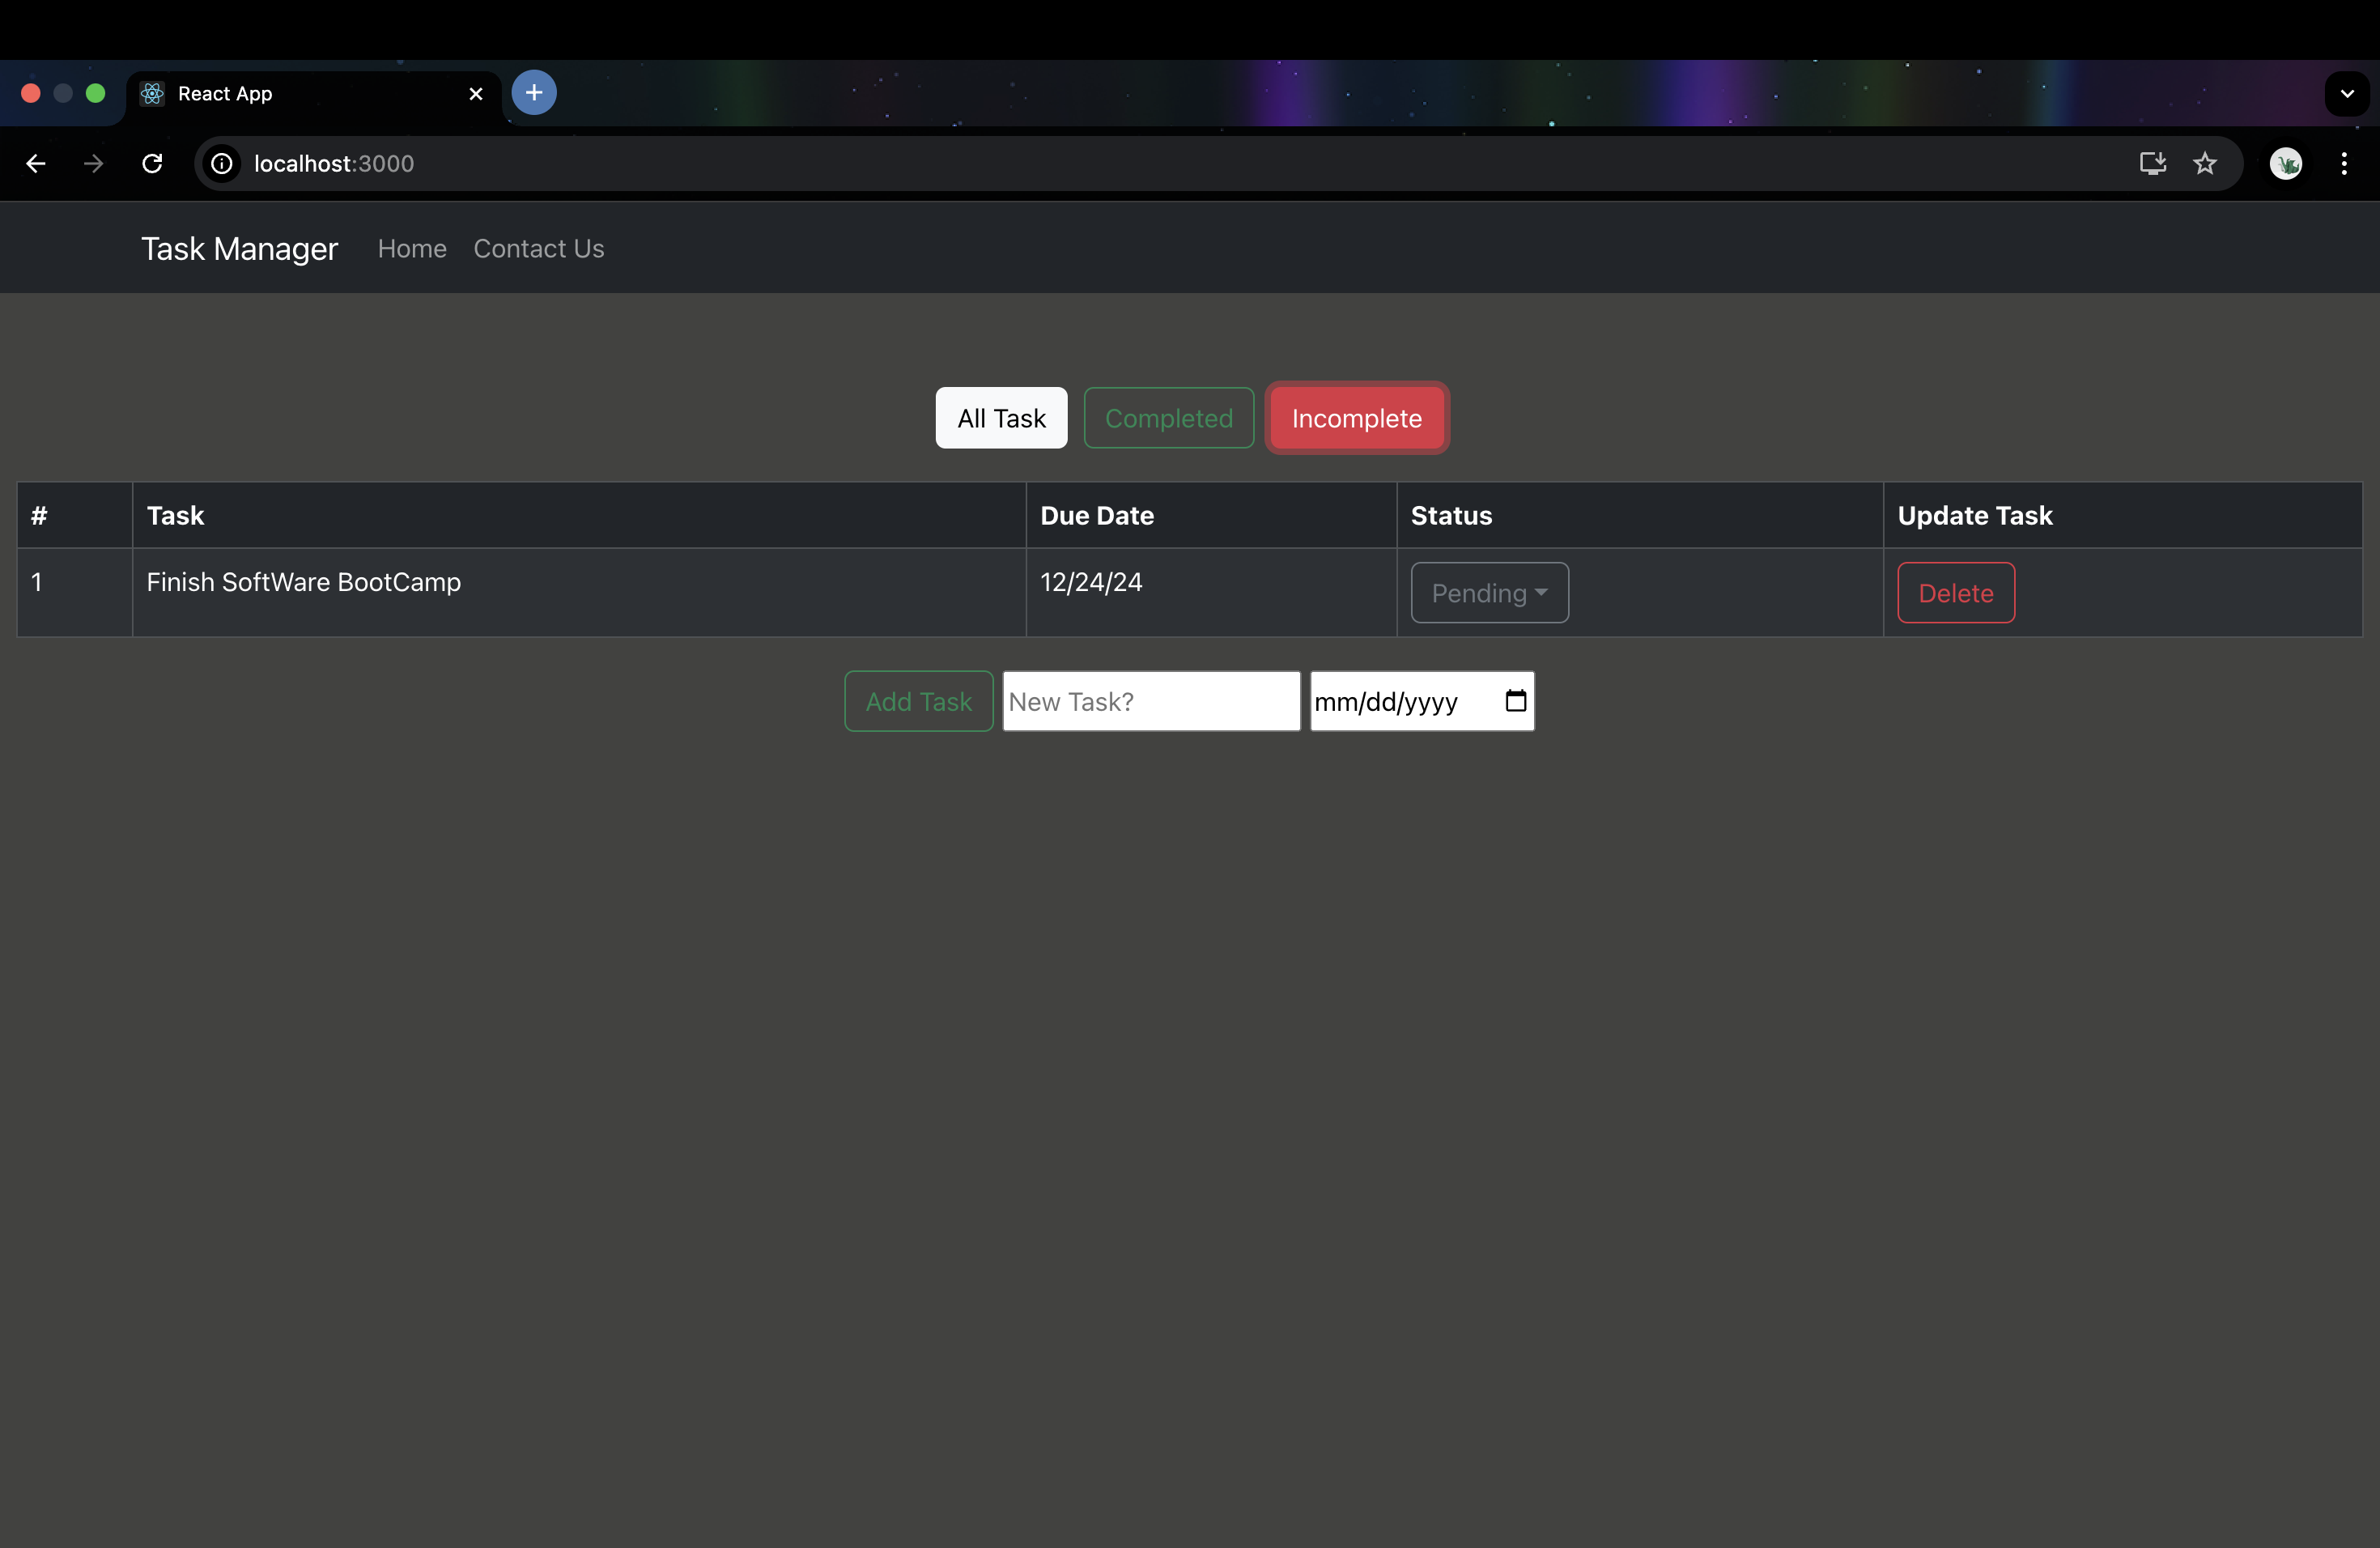 React App
localhost:3000
Task Manager Home Contact Us
All Task Completed Incomplete
# Task Due Date Status Update Task
1 Finish SoftWare BootCamp 12/24/24 Pending Delete
Add Task New Task? mm/dd/yyyy